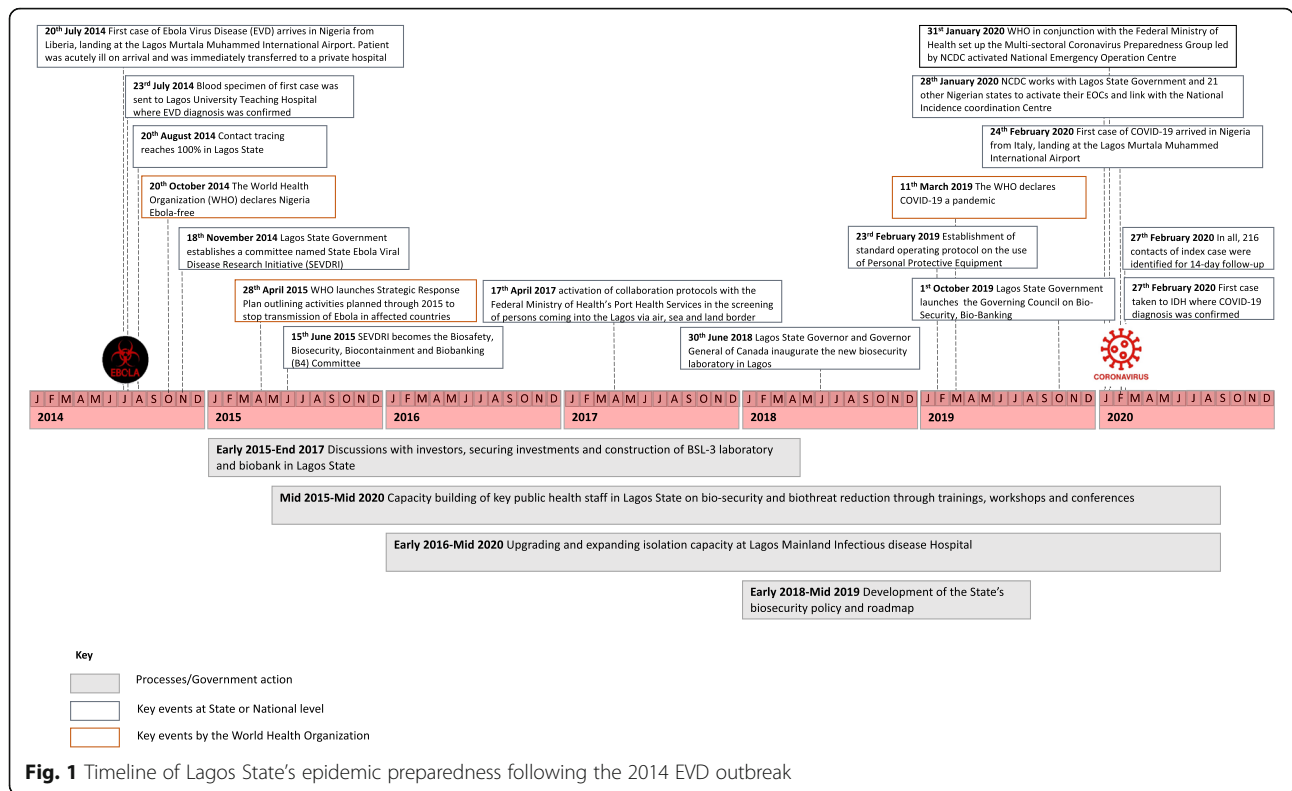 20th July 2014 First case of Ebola Virus Disease (EVD) arrives in Nigeria from
Liberia, landing at the Lagos Murtala Muhammed International Airport. Patient
was acutely ill on arrival and was immediately transferred to a private hospital
23rd July 2014 Blood specimen of first case was
sent to Lagos University Teaching Hospital
where EVD diagnosis was confirmed
20th August 2014 Contact tracing
reaches 100% in Lagos State
20th October 2014 The World Health
Organization (WHO) declares Nigeria
Ebola-free
18th November 2014 Lagos State Government
establishes a committee named State Ebola Viral
Disease Research Initiative (SEVDRI)
28th April 2015 WHO launches Strategic Response
Plan outlining activities planned through 2015 to
stop transmission of Ebola in affected countries
15th June 2015 SEVDRI becomes the Biosafety,
Biosecurity, Biocontainment and Biobanking
(B4) Committee
17th April 2017 activation of collaboration protocols with the
Federal Ministry of Health's Port Health Services in the screening
of persons coming into the Lagos via air, sea and land border
30th June 2018 Lagos State Governor and Governor
General of Canada inaugurate the new biosecurity
laboratory in Lagos
31st January 2020 WHO in conjunction with the Federal Ministry of
Health set up the Multi-sectoral Coronavirus Preparedness Group led
by NCDC activated National Emergency Operation Centre
28th January 2020 NCDC works with Lagos State Government and 21
other Nigerian states to activate their EOCs and link with the National
Incidence coordination Centre
24th February 2020 First case of COVID-19 arrived in Nigeria
from Italy, landing at the Lagos Murtala Muhammed
International Airport
11th March 2019 The WHO declares
COVID-19 a pandemic
23rd February 2019 Establishment of
standard operating protocol on the use
of Personal Protective Equipment
1st October 2019 Lagos State Government
launches the Governing Council on Bio-
Security, Bio-Banking
27th February 2020 In all, 216
contacts of index case were
identified for 14-day follow-up
27th February 2020 First case
taken to IDH where COVID-19
diagnosis was confirmed
EBOLA
CORONAVIRUS
J F M A M J J A S O N D J F M A M J J A S O N D J F M A M J J A S O N D J F M A M J J A S O N D J F M A M J J A S O N D J F M A M J J A S O N D J F M A M J J A S O N D
2014 2015 2016 2017 2018 2019 2020
Early 2015-End 2017 Discussions with investors, securing investments and construction of BSL-3 laboratory
and biobank in Lagos State
Mid 2015-Mid 2020 Capacity building of key public health staff in Lagos State on bio-security and biothreat reduction through trainings, workshops and conferences
Early 2016-Mid 2020 Upgrading and expanding isolation capacity at Lagos Mainland Infectious disease Hospital
Early 2018-Mid 2019 Development of the State's
biosecurity policy and roadmap
Key
Processes/Government action
Key events at State or National level
Key events by the World Health Organization
Fig. 1 Timeline of Lagos State's epidemic preparedness following the 2014 EVD outbreak